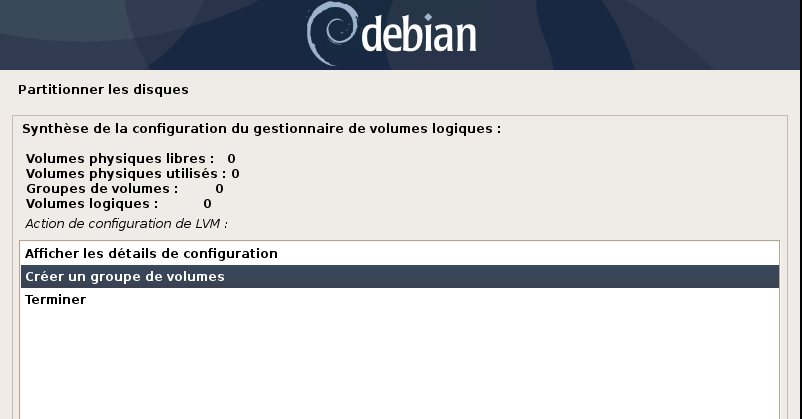 debian
Partitionner les disques
Synthèse de la configuration du gestionnaire de volumes logiques :
Volumes physiques libres : 0
Volumes physiques utilisés : 0
Groupes de volumes : 0
Volumes logiques : 0
Action de configuration de LVM :
Afficher les détails de configuration
Créer un groupe de volumes
Terminer